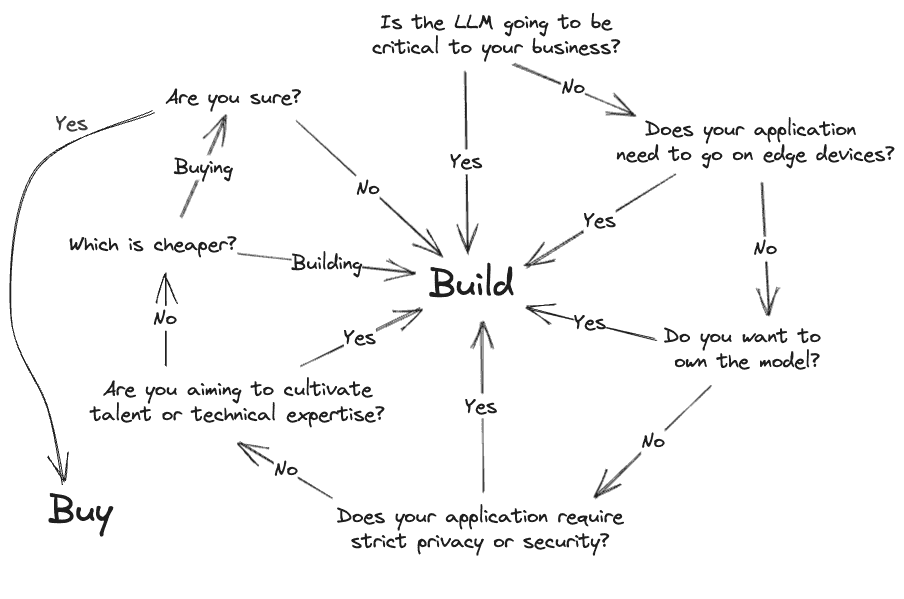 Is the LLM going to be
critical to your business?
No
Yes
Does your application
need to go on edge devices?
Yes
No
Do you want to
own the model?
Yes
No
Does your application require
strict privacy or security?
Yes
No
Are you aiming to cultivate
talent or technical expertise?
Yes
No
Which is cheaper?
Building
Buying
Are you sure?
No
Yes
Build
Buy